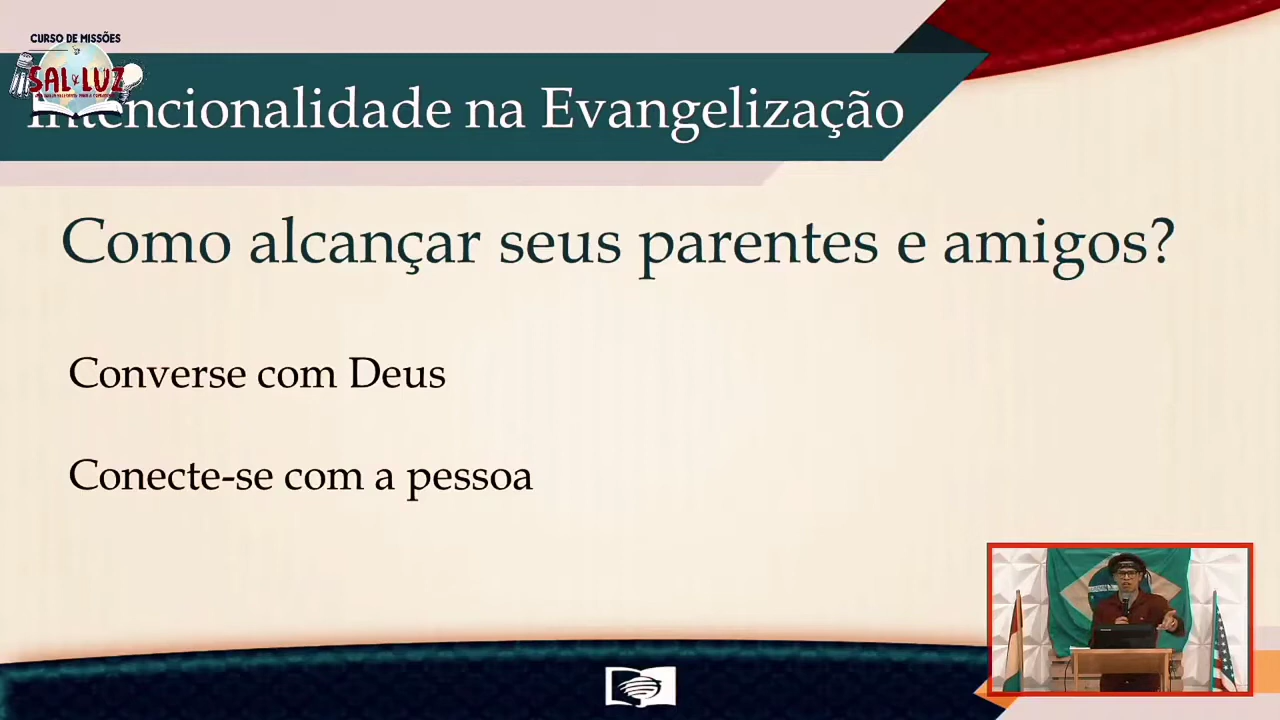 CURSO DE MISSÕES
SAL & LUZ
Intencionalidade na Evangelização
Como alcançar seus parentes e amigos?
Converse com Deus
Conecte-se com a pessoa